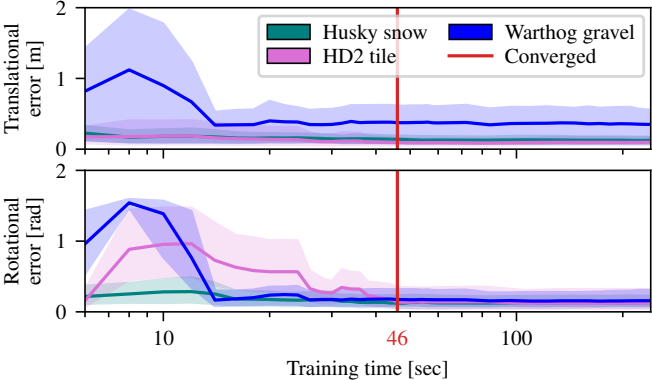 2
1
0
Translational
error [m]
Husky snow
HD2 tile
Warthog gravel
Converged
2
1
0
Rotational
error [rad]
10
46
100
Training time [sec]